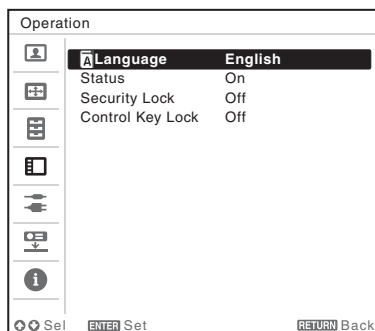 Operation
A Language English
Status On
Security Lock Off
Control Key Lock Off
Sel ENTER Set RETURN Back